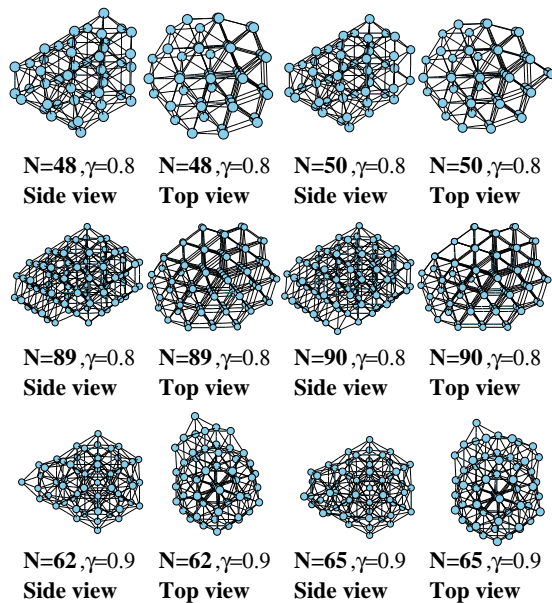 N=48 ,γ=0.8 N=48 ,γ=0.8 N=50 ,γ=0.8 N=50 ,γ=0.8
Side view Top view Side view Top view
N=89 ,γ=0.8 N=89 ,γ=0.8 N=90 ,γ=0.8 N=90 ,γ=0.8
Side view Top view Side view Top view
N=62 ,γ=0.9 N=62 ,γ=0.9 N=65 ,γ=0.9 N=65 ,γ=0.9
Side view Top view Side view Top view